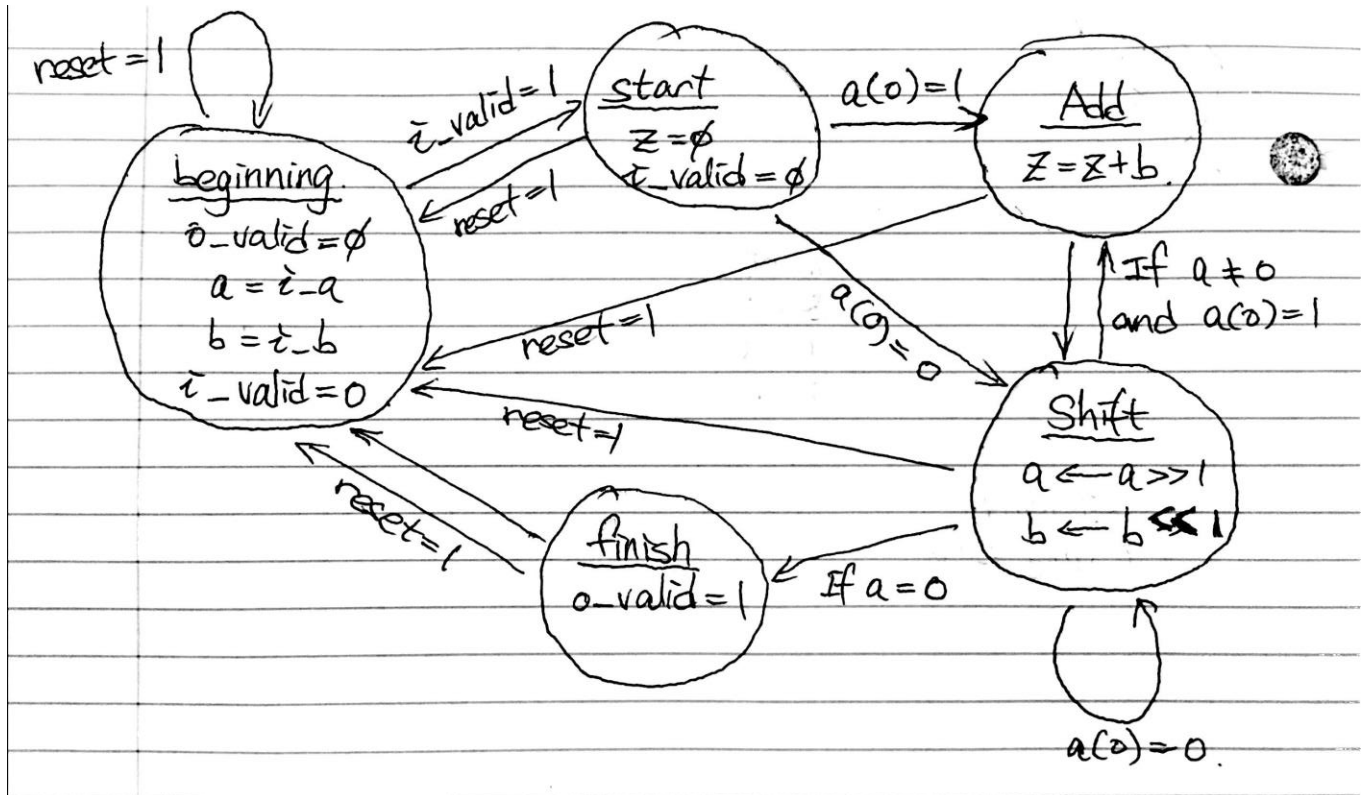 reset=1
beginning.
o_valid=∅
a=i_a
b=i_b
i_valid=0
i_valid=1
reset=1
start
z=∅
i_valid=∅
a(0)=1
Add
z=z+b.
reset=1
a(0)=0
If a≠0
and a(0)=1
reset=1
Shift
a←a>>1
b←b<<1
If a=0
finish
o_valid=1
reset=1
a(0)=0.